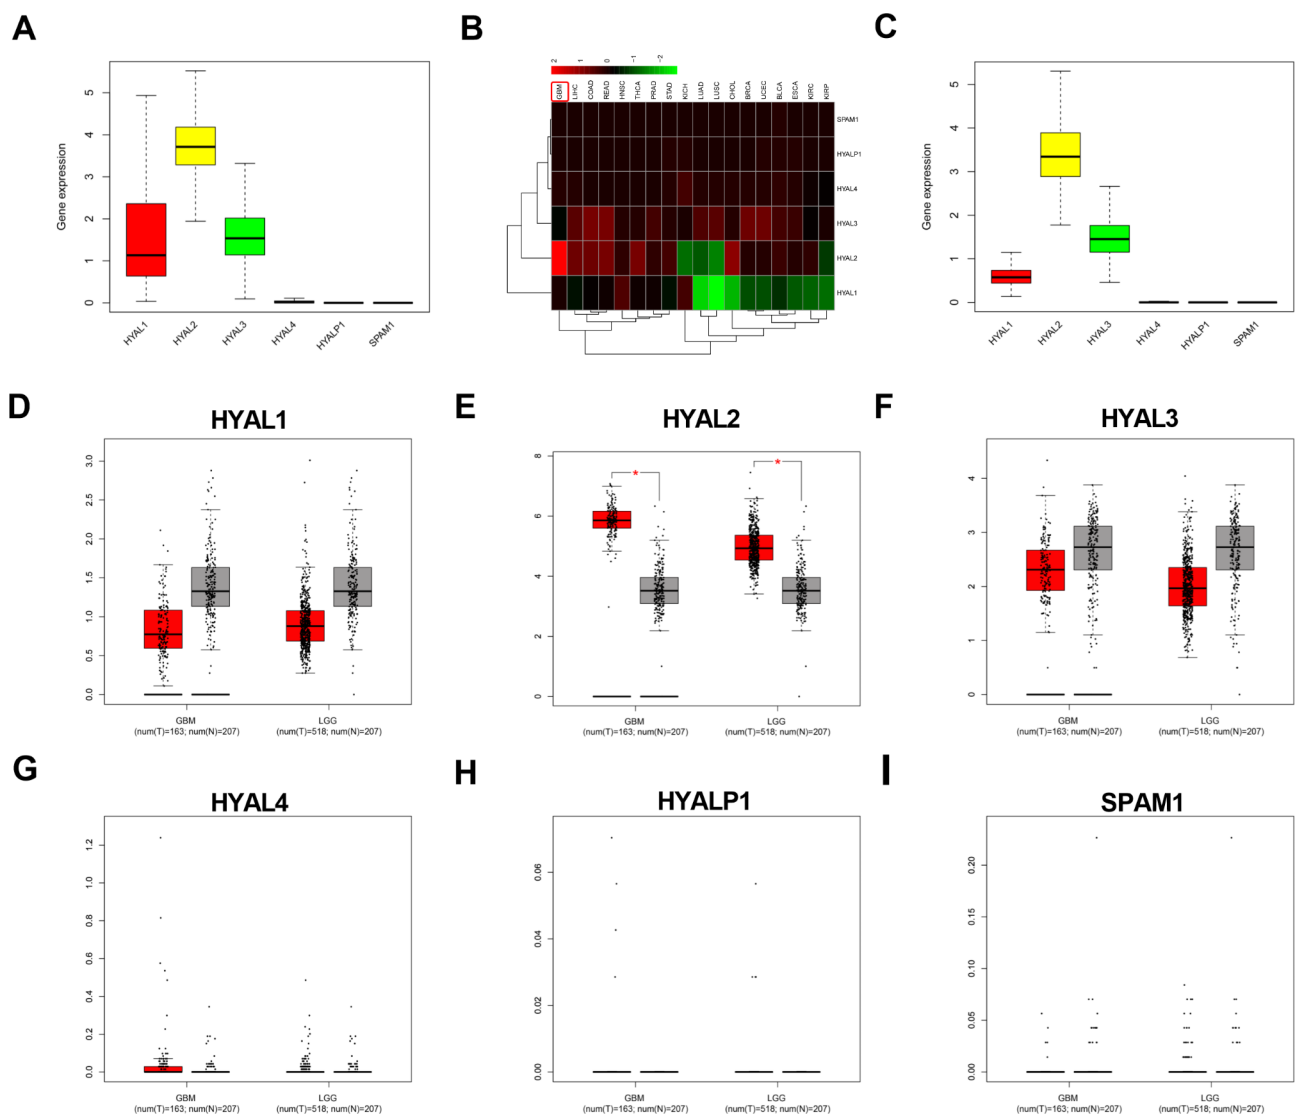 A
Gene expression
5
4
3
2
1
0
HYAL1
HYAL2
HYAL3
HYAL4
HYALP1
SPAM1
B
2
1
0
-1
-2
GBM
LIHC
COAD
READ
HNSC
THCA
PRAD
STAD
KICH
LUAD
LUSC
CHOL
BRCA
UCEC
BLCA
ESCA
KIRC
KIRP
SPAM1
HYALP1
HYAL4
HYAL3
HYAL2
HYAL1
C
Gene expression
5
4
3
2
1
0
HYAL1
HYAL2
HYAL3
HYAL4
HYALP1
SPAM1
D
HYAL1
3.0
2.5
2.0
1.5
1.0
0.5
0.0
GBM
(num(T)=163; num(N)=207)
LGG
(num(T)=518; num(N)=207)
E
HYAL2
8
6
4
2
0
*
*
GBM
(num(T)=163; num(N)=207)
LGG
(num(T)=518; num(N)=207)
F
HYAL3
4
3
2
1
0
GBM
(num(T)=163; num(N)=207)
LGG
(num(T)=518; num(N)=207)
G
HYAL4
1.2
1.0
0.8
0.6
0.4
0.2
0.0
GBM
(num(T)=163; num(N)=207)
LGG
(num(T)=518; num(N)=207)
H
HYALP1
0.06
0.04
0.02
0.00
GBM
(num(T)=163; num(N)=207)
LGG
(num(T)=518; num(N)=207)
I
SPAM1
0.20
0.15
0.10
0.05
0.00
GBM
(num(T)=163; num(N)=207)
LGG
(num(T)=518; num(N)=207)